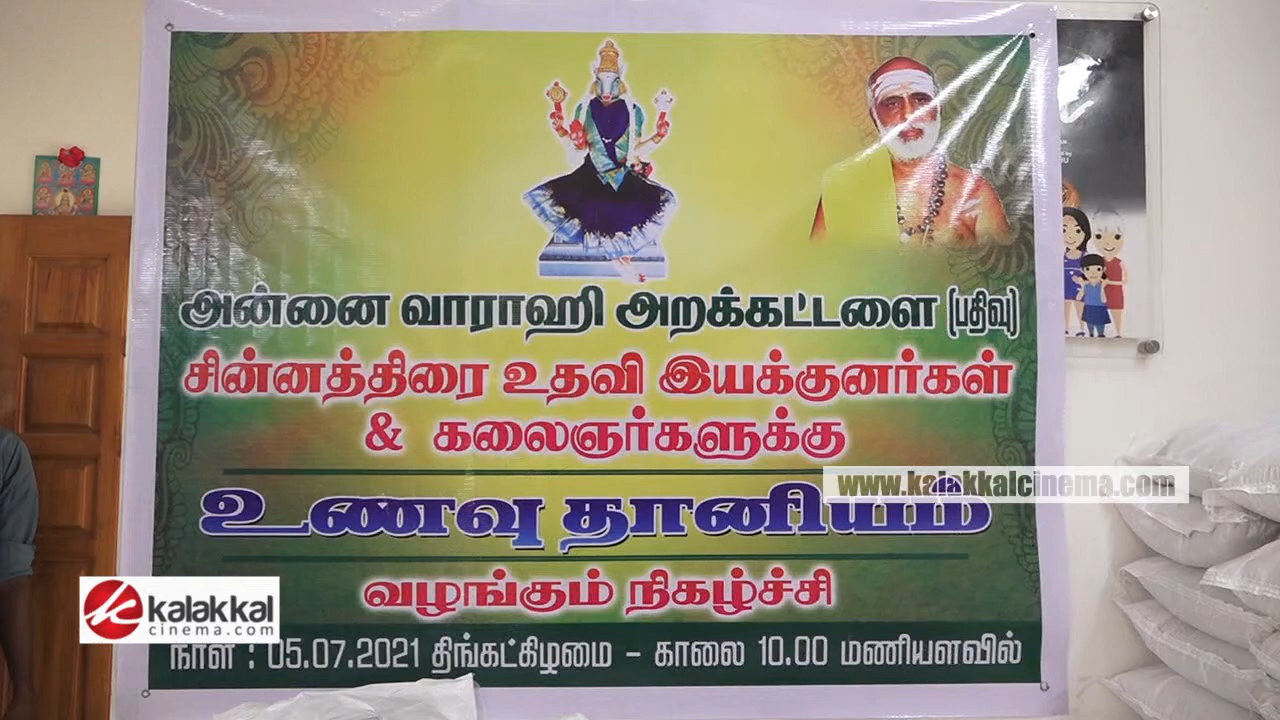 அன்னை வாராஹி அறக்கட்டளை (பதிவு)
சின்னத்திரை உதவி இயக்குனர்கள்
& கலைஞர்களுக்கு
www.kalakkalcinema.com
உணவு தானியம்
வழங்கும் நிகழ்ச்சி
kalakkal
cinema.com
நாள் : 05.07.2021 திங்கட்கிழமை - காலை 10.00 மணியளவில்